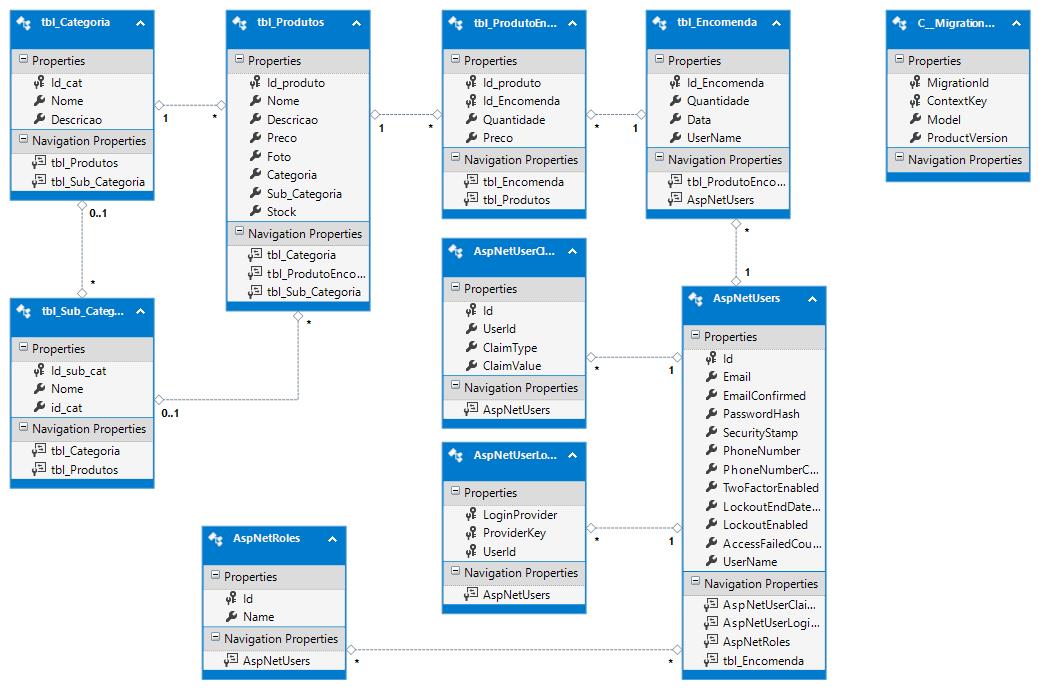 tbl_Categoria
Properties
Id_cat
Nome
Descricao
Navigation Properties
tbl_Produtos
tbl_Sub_Categoria
tbl_Produtos
Properties
Id_produto
Nome
Descricao
Preco
Foto
Categoria
Sub_Categoria
Stock
Navigation Properties
tbl_Categoria
tbl_ProdutoEnco...
tbl_Sub_Categoria
tbl_ProdutoEn...
Properties
Id_produto
Id_Encomenda
Quantidade
Preco
Navigation Properties
tbl_Encomenda
tbl_Produtos
tbl_Encomenda
Properties
Id_Encomenda
Quantidade
Data
UserName
Navigation Properties
tbl_ProdutoEnco...
AspNetUsers
C__Migration...
Properties
MigrationId
ContextKey
Model
ProductVersion
Navigation Properties
1
*
1
*
*
1
0..1
*
*
0..1
*
1
tbl_Sub_Categ...
Properties
Id_sub_cat
Nome
id_cat
Navigation Properties
tbl_Categoria
tbl_Produtos
AspNetUserCl...
Properties
Id
UserId
ClaimType
ClaimValue
Navigation Properties
AspNetUsers
*
1
AspNetUserLo...
Properties
LoginProvider
ProviderKey
UserId
Navigation Properties
AspNetUsers
*
1
AspNetUsers
Properties
Id
Email
EmailConfirmed
PasswordHash
SecurityStamp
PhoneNumber
PhoneNumberC...
TwoFactorEnabled
LockoutEndDate...
LockoutEnabled
AccessFailedCou...
UserName
Navigation Properties
AspNetUserClai...
AspNetUserLogi...
AspNetRoles
tbl_Encomenda
AspNetRoles
Properties
Id
Name
Navigation Properties
AspNetUsers
*
*